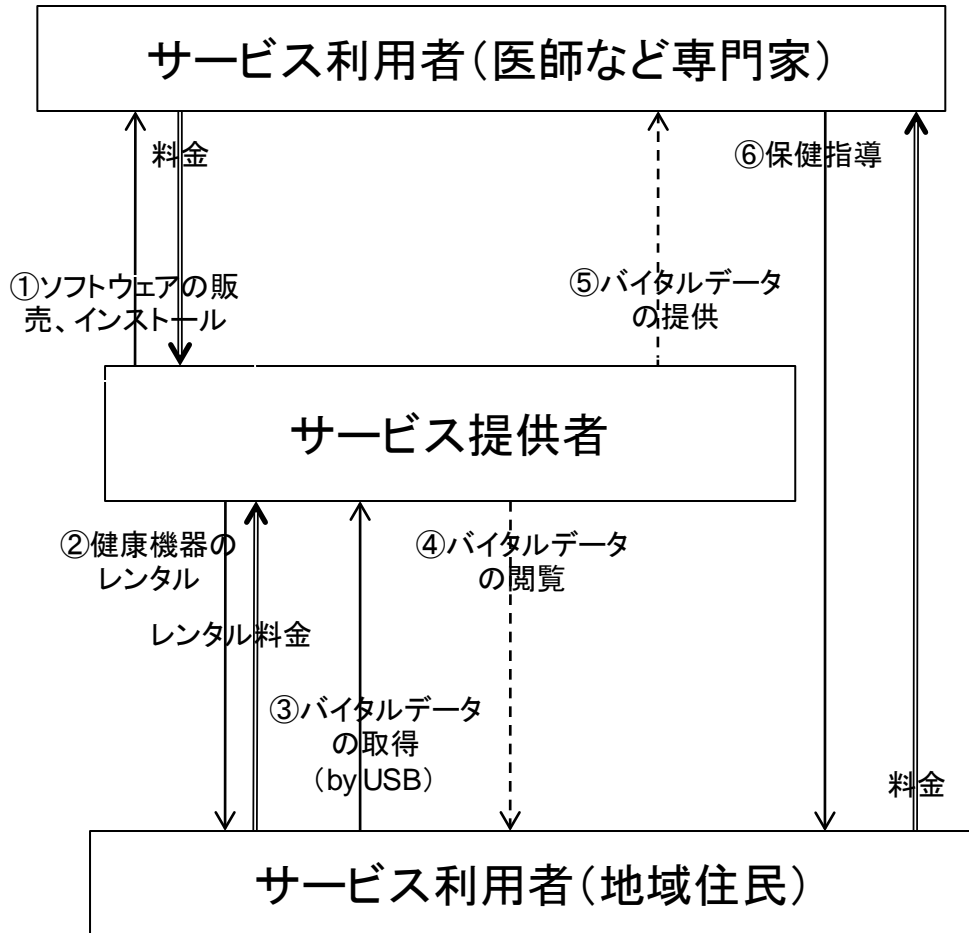 サービス利用者（医師など専門家）
料金
⑥保健指導
①ソフトウェアの販
売、インストール
⑤バイタルデータ
の提供
サービス提供者
②健康機器の
レンタル
④バイタルデータ
の閲覧
レンタル料金
③バイタルデータ
の取得
（by USB）
料金
サービス利用者（地域住民）